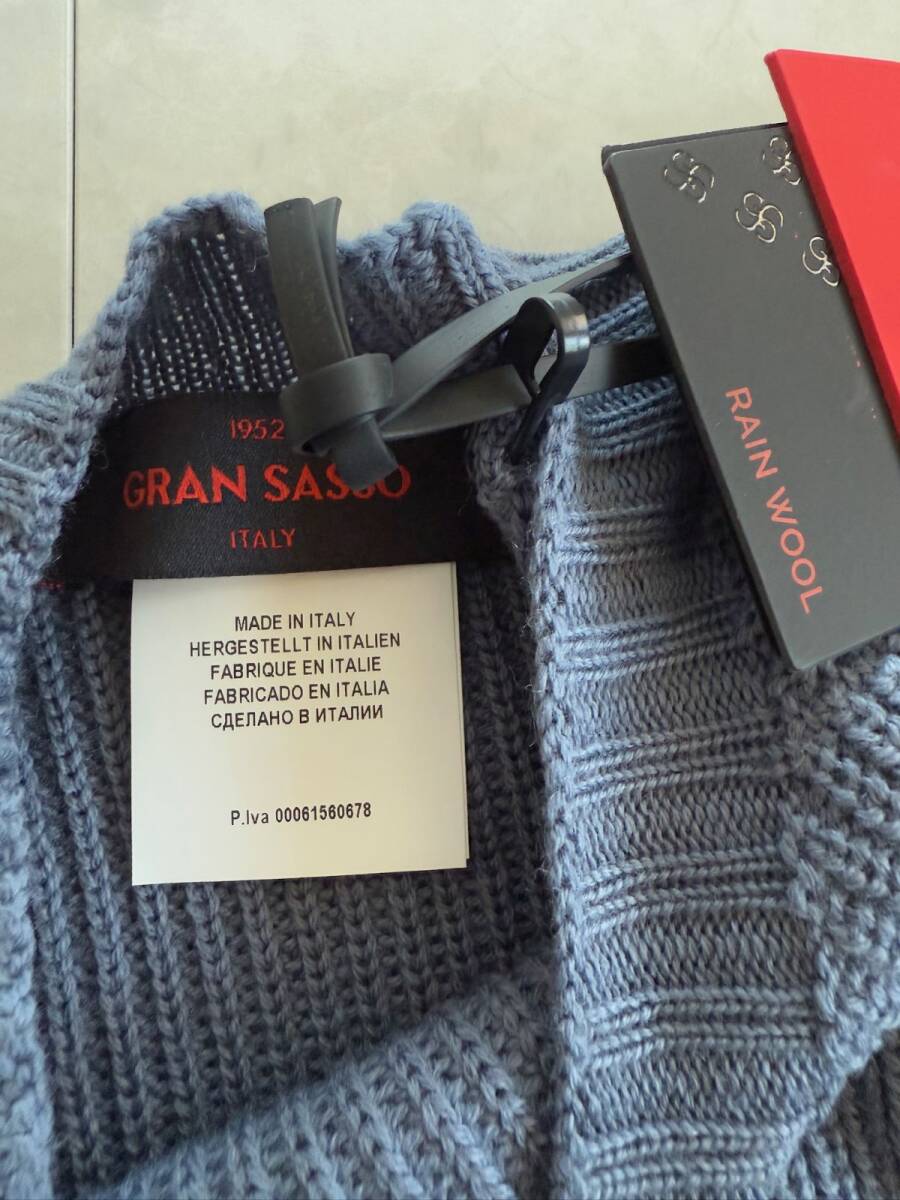 1952
GRAN SASSO
ITALY
MADE IN ITALY
HERGESTELLT IN ITALIEN
FABRIQUE EN ITALIE
FABRICADO EN ITALIA
СДЕЛАНО В ИТАЛИИ
P.Iva 00061560678
RAIN WOOL